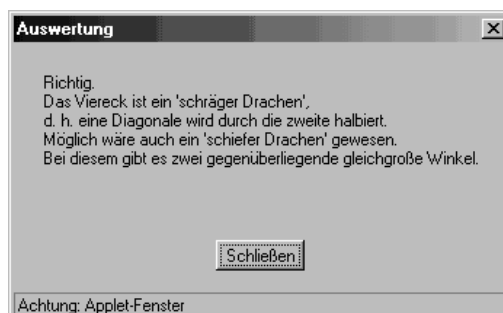 Auswertung
Richtig.
Das Viereck ist ein 'schräger Drachen',
d. h. eine Diagonale wird durch die zweite halbiert.
Möglich wäre auch ein 'schiefer Drachen' gewesen.
Bei diesem gibt es zwei gegenüberliegende gleichgroße Winkel.
Schließen
Achtung: Applet-Fenster